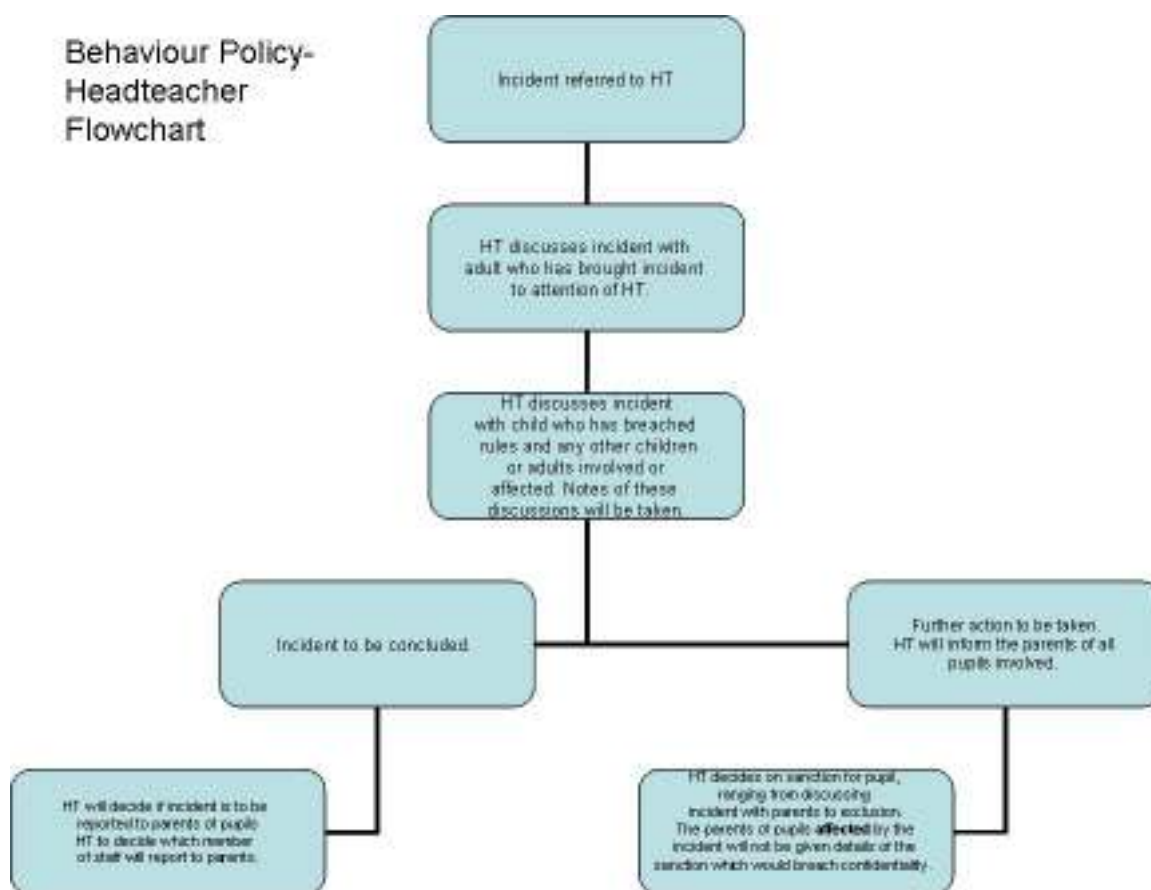 Behaviour Policy-
Headteacher
Flowchart
Incident referred to HT
HT discusses incident with
adult who has brought incident
to attention of HT.
HT discusses incident
with child who has breached
rules and any other children
or adults involved or
affected. Notes of these
discussions will be taken.
Incident to be concluded.
Further action to be taken.
HT will inform the parents of all
pupils involved.
HT will decide if incident is to be
reported to parents of pupils
HT to decide which member
of staff will report to parents.
HT decides on sanction for pupil,
ranging from discussing
incident with parents to exclusion.
The parents of pupils affected by the
incident will not be given details of the
sanction which would breach confidentiality.